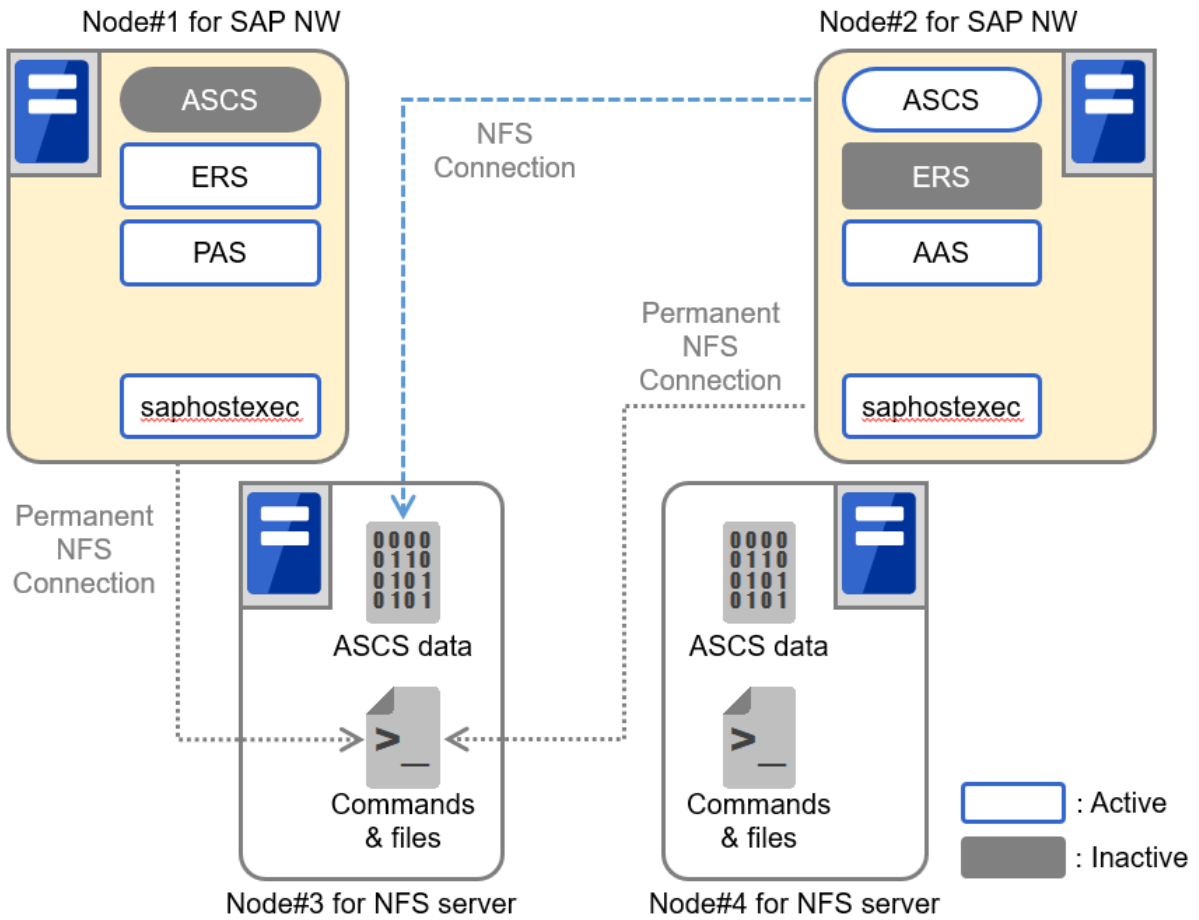 Node#1 for SAP NW
Node#2 for SAP NW
ASCS
ERS
PAS
saphostexec
NFS
Connection
ASCS
ERS
AAS
saphostexec
Permanent
NFS
Connection
Permanent
NFS
Connection
0000
0110
0101
0101
ASCS data
>_
Commands
& files
0000
0110
0101
0101
ASCS data
>_
Commands
& files
: Active
: Inactive
Node#3 for NFS server
Node#4 for NFS server